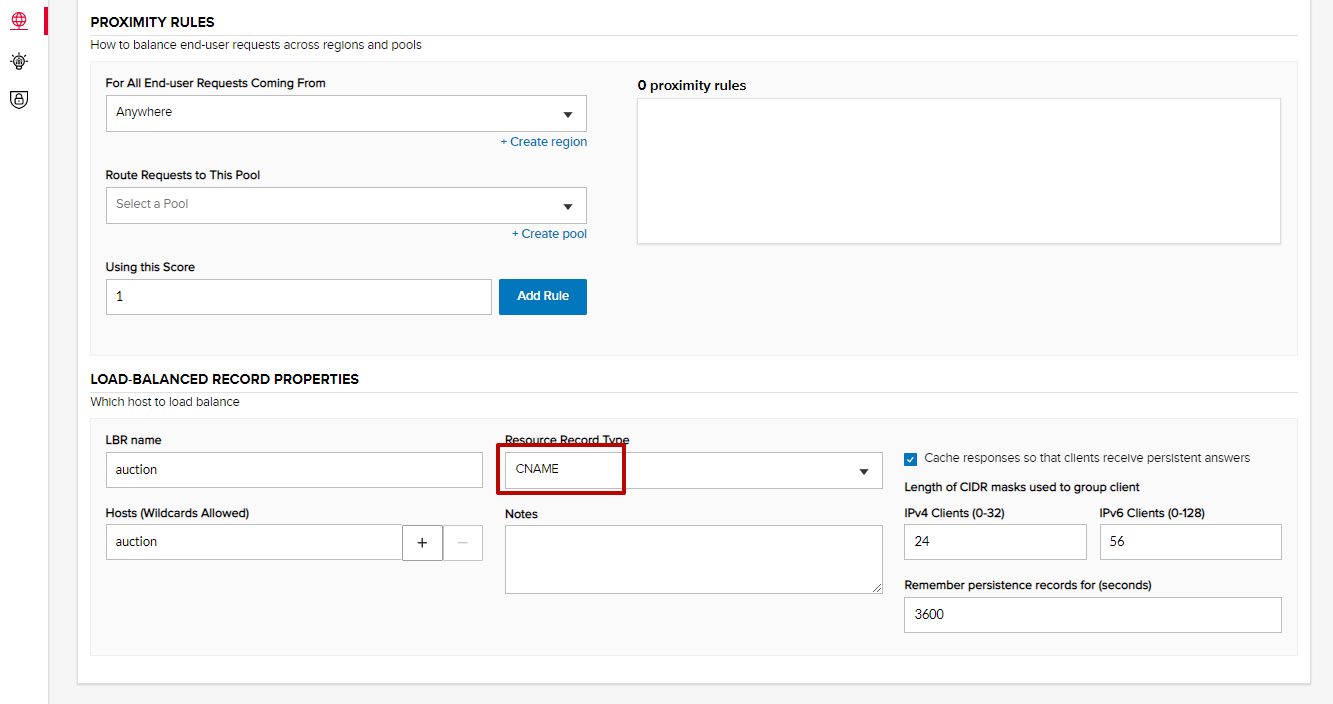 PROXIMITY RULES
How to balance end-user requests across regions and pools
For All End-user Requests Coming From
Anywhere
+ Create region
Route Requests to This Pool
Select a Pool
+ Create pool
Using this Score
1
Add Rule
0 proximity rules
LOAD-BALANCED RECORD PROPERTIES
Which host to load balance
LBR name
auction
Hosts (Wildcards Allowed)
auction
+ −
Resource Record Type
CNAME
Notes
Cache responses so that clients receive persistent answers
Length of CIDR masks used to group client
IPv4 Clients (0-32) IPv6 Clients (0-128)
24 56
Remember persistence records for (seconds)
3600